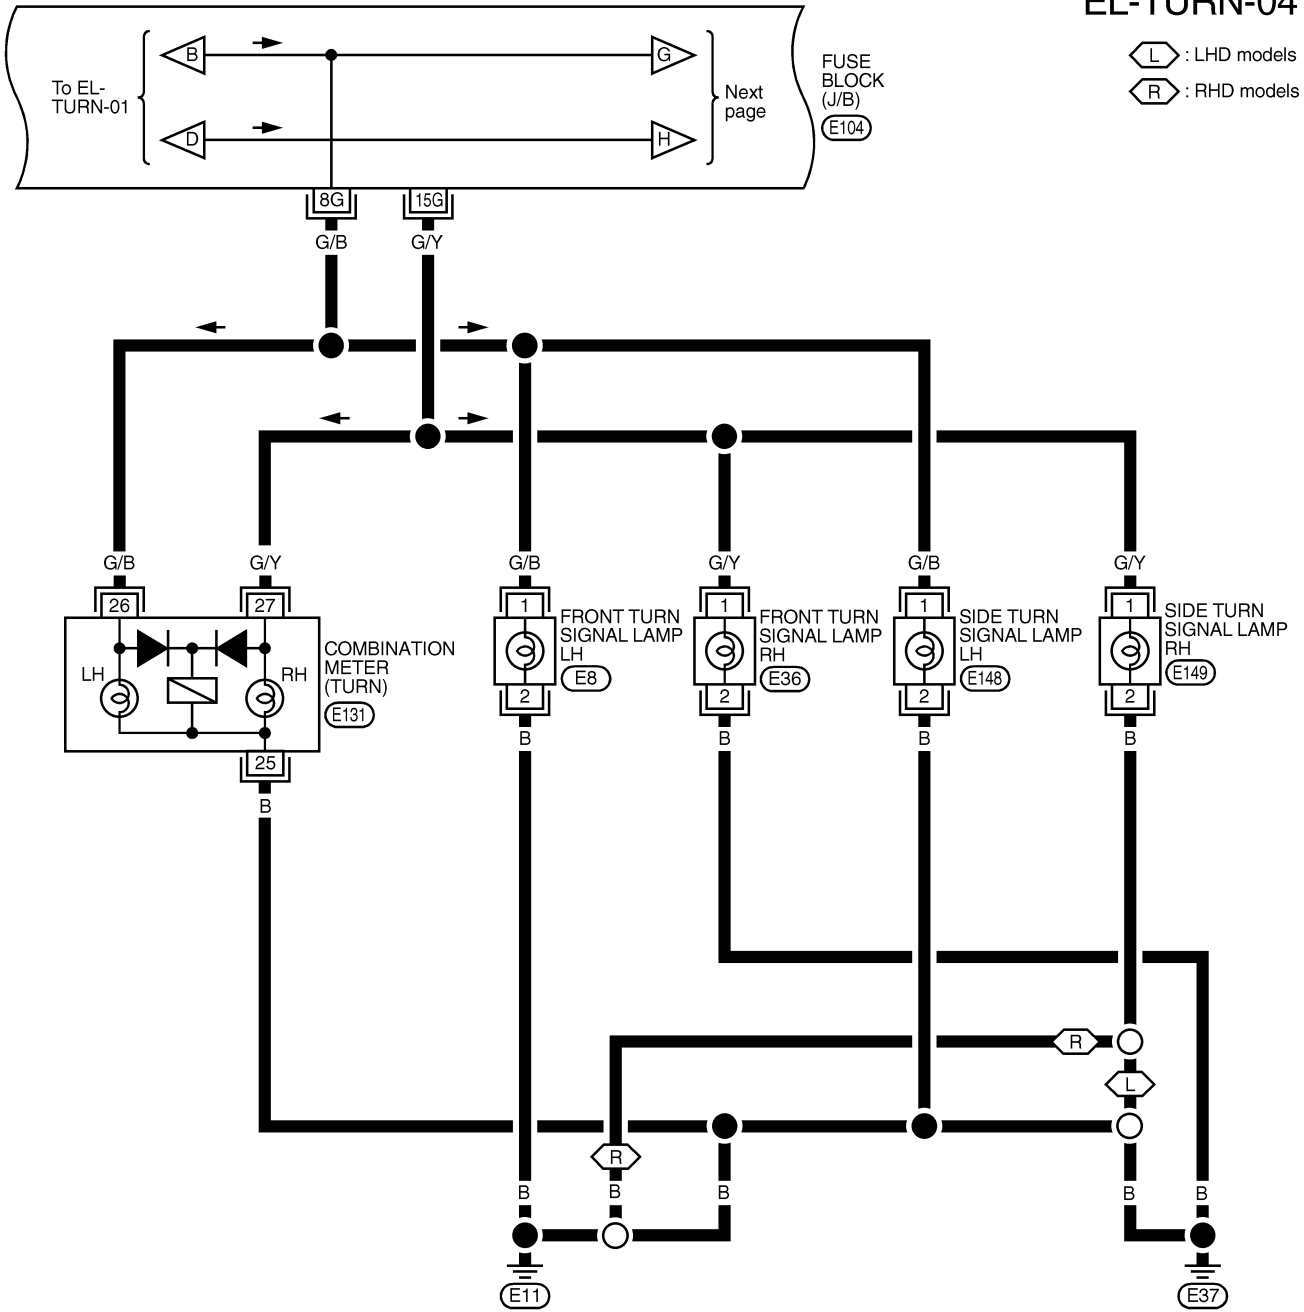 EL-TURN-04
L : LHD models
R : RHD models
B
G
To EL-
TURN-01
D
H
Next
page
FUSE
BLOCK
(J/B)
E104
8G
15G
G/B
G/Y
G/B
G/Y
G/B
G/Y
G/B
G/Y
26
27
1
1
1
1
LH
RH
COMBINATION
METER
(TURN)
E131
FRONT TURN
SIGNAL LAMP
LH
E8
FRONT TURN
SIGNAL LAMP
RH
E36
SIDE TURN
SIGNAL LAMP
LH
E148
SIDE TURN
SIGNAL LAMP
RH
E149
2
2
2
2
B
B
B
B
25
B
R
L
R
B
B
B
B
B
E11
E37